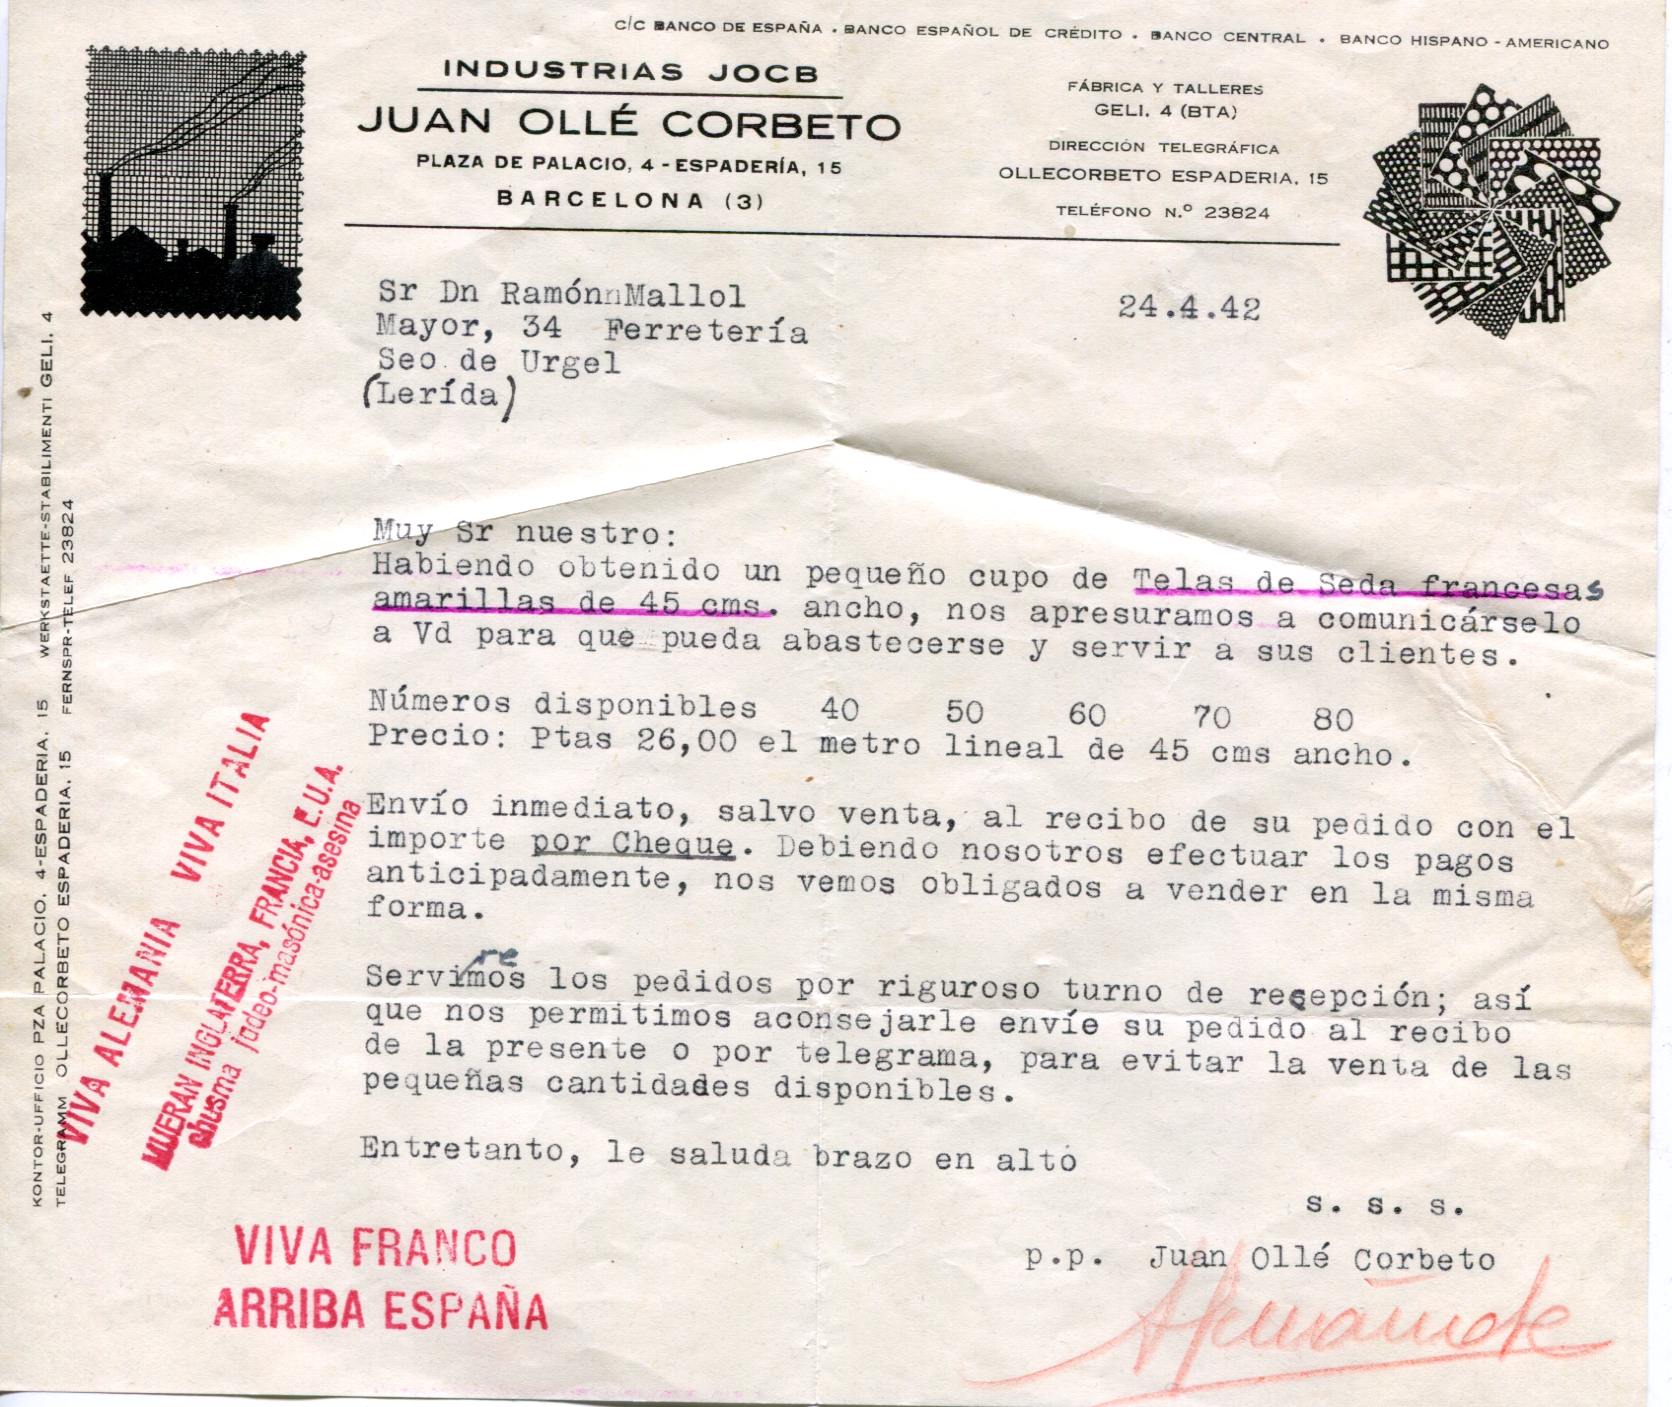 C/C BANCO DE ESPAÑA . BANCO ESPAÑOL DE CRÉDITO . BANCO CENTRAL . BANCO HISPANO - AMERICANO
INDUSTRIAS JOCB
JUAN OLLÉ CORBETO
PLAZA DE PALACIO, 4 - ESPADERÍA, 15
BARCELONA (3)
FÁBRICA Y TALLERES
GELI, 4 (BTA)
DIRECCIÓN TELEGRÁFICA
OLLECORBETO ESPADERIA, 15
TELÉFONO N.º 23824
Sr Dn RamónnMallol
Mayor, 34 Ferretería
Seo de Urgel
(Lerída)
24.4.42
Muy Sr nuestro:
Habiendo obtenido un pequeño cupo de Telas de Seda francesas
amarillas de 45 cms. ancho, nos apresuramos a comunicárselo
a Vd para que pueda abastecerse y servir a sus clientes.
Números disponibles 40 50 60 70 80
Precio: Ptas 26,00 el metro lineal de 45 cms ancho.
Envío inmediato, salvo venta, al recibo de su pedido con el
importe por Cheque. Debiendo nosotros efectuar los pagos
anticipadamente, nos vemos obligados a vender en la misma
forma.
re
Servimos los pedidos por riguroso turno de recepción; así
que nos permitimos aconsejarle envíe su pedido al recibo
de la presente o por telegrama, para evitar la venta de las
pequeñas cantidades disponibles.
Entretanto, le saluda brazo en alto
s. s. s.
p.p. Juan Ollé Corbeto
KONTOR-UFFICIO PZA PALACIO, 4-ESPADERIA, 15 WERKSTAETTE-STABILIMENTI GELI, 4
TELEGRAMM OLLECORBETO ESPADERIA, 15 FERNSPR-TELEF 23824
VIVA ALEMANIA VIVA ITALIA
MUERAN INGLATERRA, FRANCIA, E.U.A.
chusma judeo-masónica-asesina
VIVA FRANCO
ARRIBA ESPAÑA